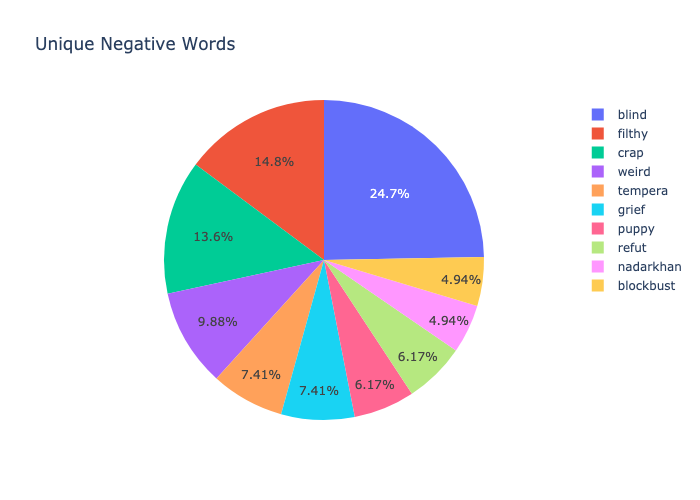 Unique Negative Words
24.7%
14.8%
13.6%
9.88%
7.41%
7.41%
6.17%
6.17%
4.94%
4.94%
blind
filthy
crap
weird
tempera
grief
puppy
refut
nadarkhan
blockbust